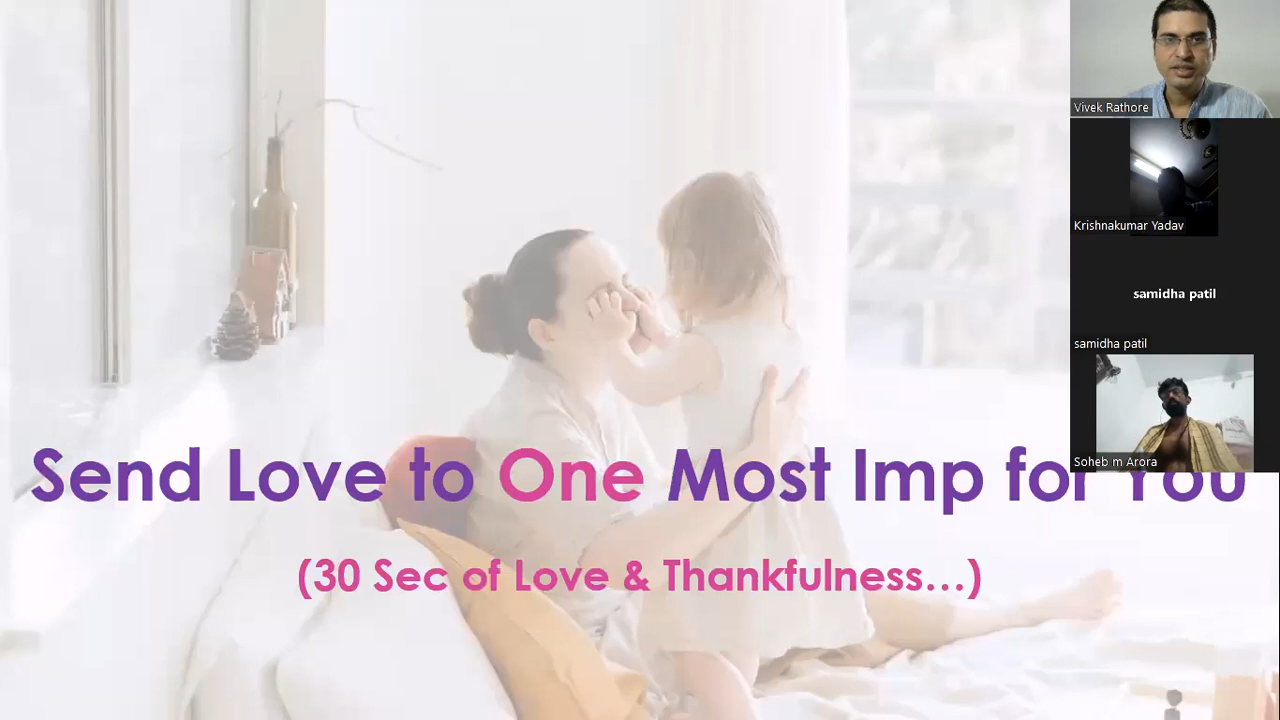 Vivek Rathore
Krishnakumar Yadav
samidha patil
samidha patil
Soheb m Arora
Send Love to One Most Imp for You
(30 Sec of Love & Thankfulness...)